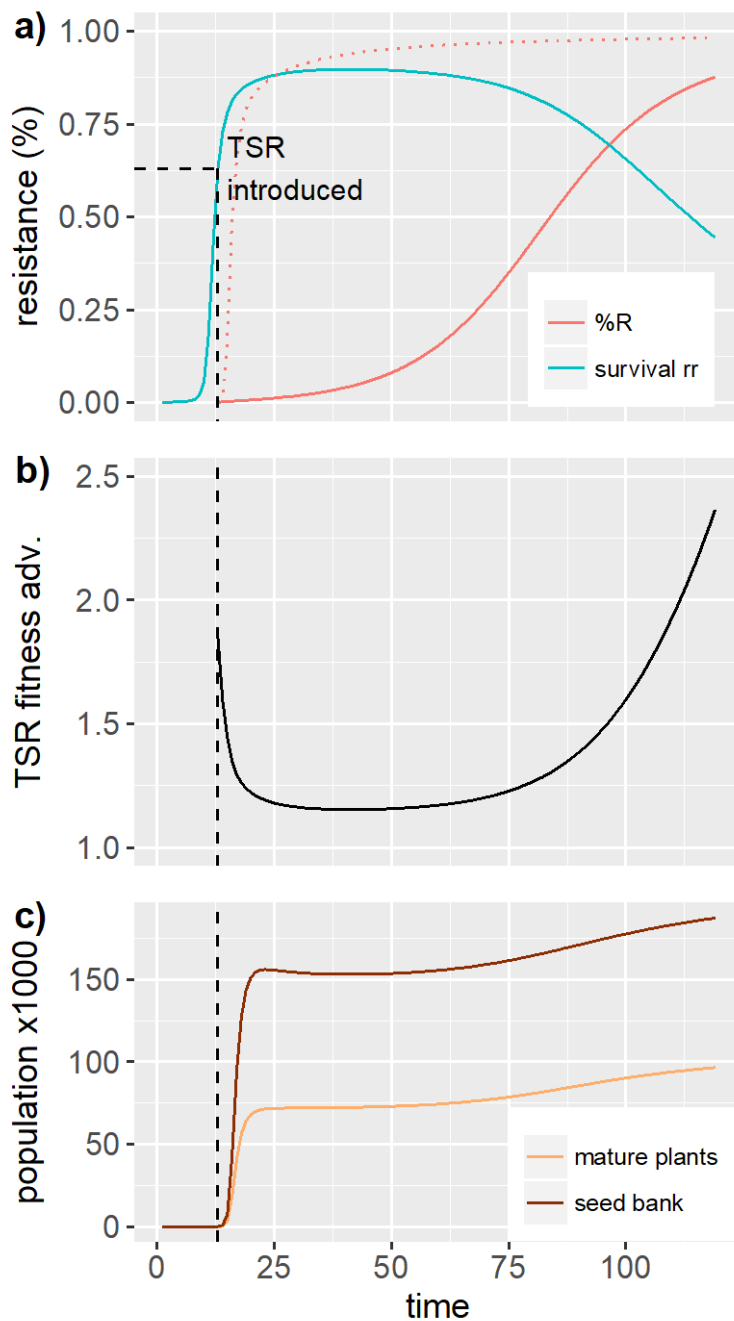 a)
1.00
0.75
0.50
0.25
0.00
resistance (%)
TSR
introduced
%R
survival rr
b)
2.5
2.0
1.5
1.0
TSR fitness adv.
c)
150
100
50
0
population x1000
mature plants
seed bank
0 25 50 75 100
time